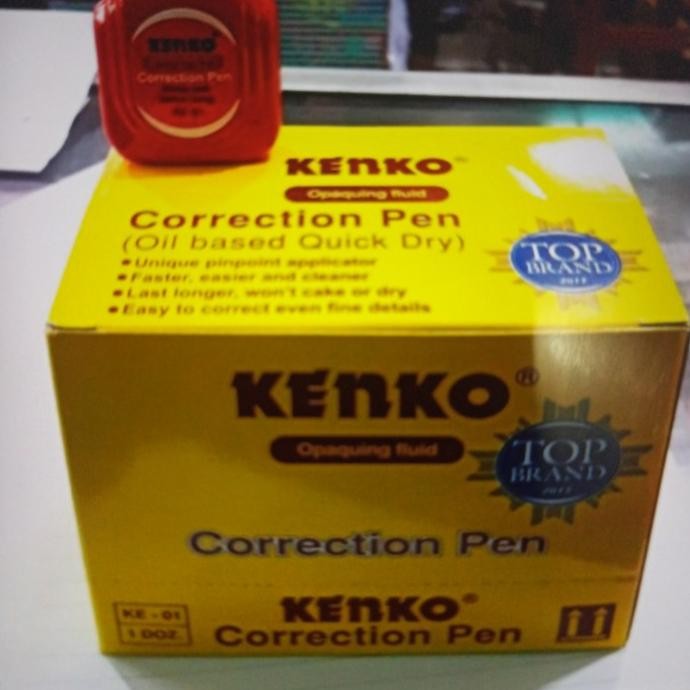 KENKO
Correction Pen
KENKO®
Opaquing fluid
Correction Pen
(Oil based Quick Dry)
•Unique pinpoint applicator
•Faster, easier and cleaner
•Last longer, won't cake or dry
•Easy to correct even fine details
TOP
BRAND
KENKO®
Opaquing fluid
TOP
BRAND
Correction Pen
KE - 01
1 DOZ.
KENKO®
Correction Pen